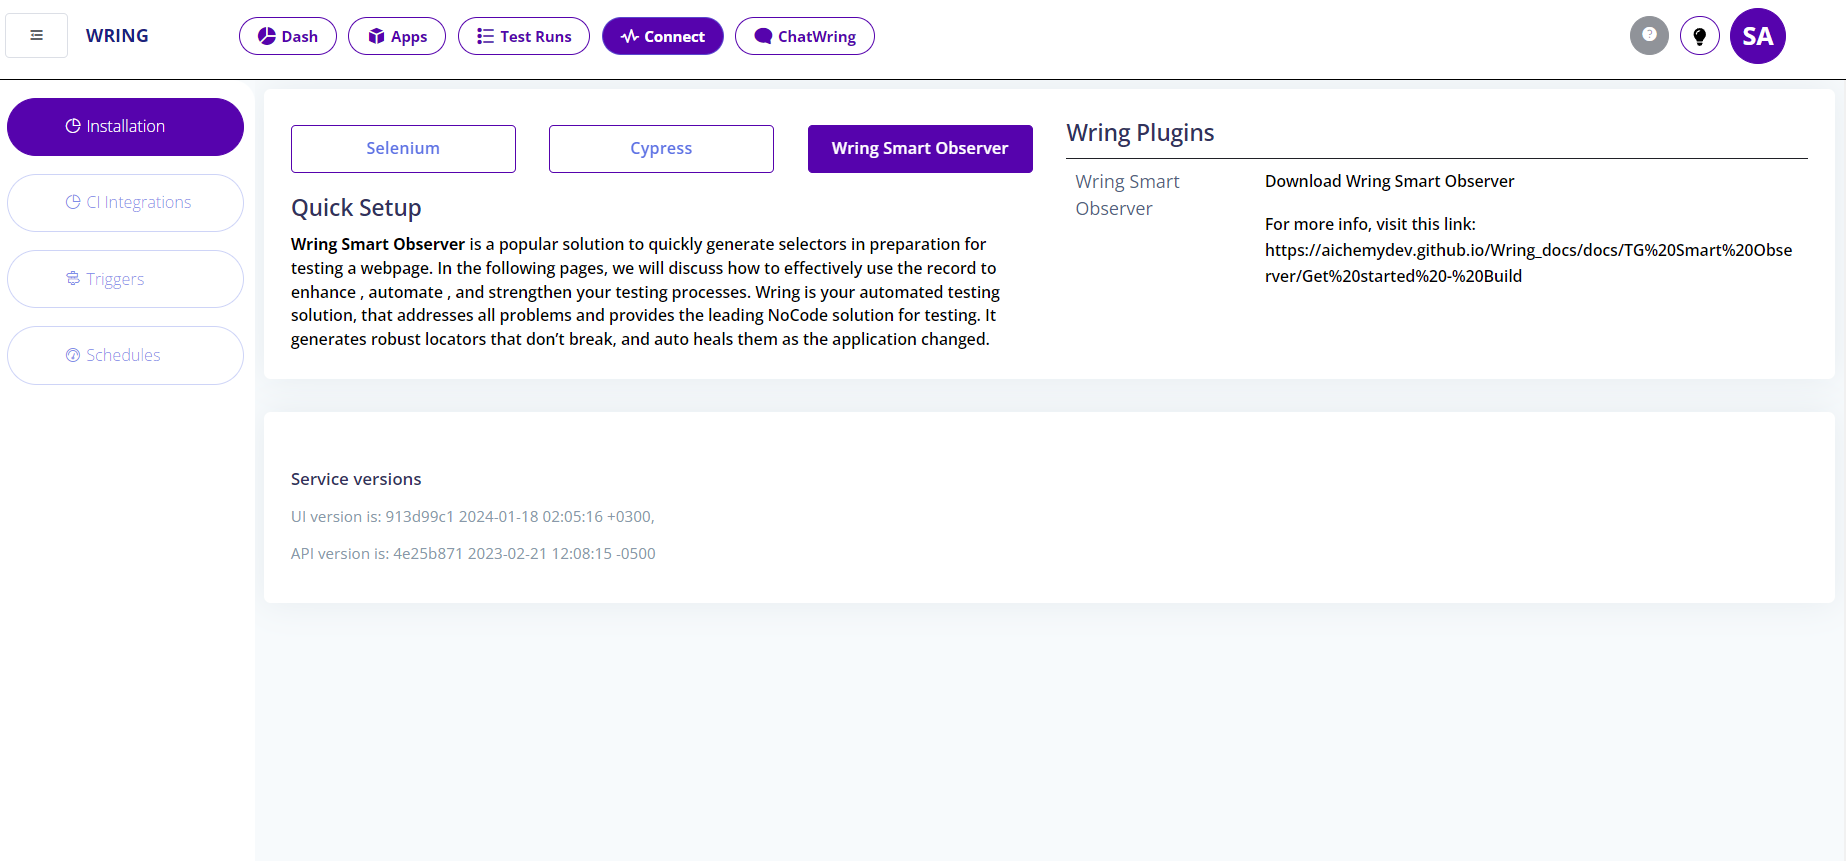 WRING
Dash
Apps
Test Runs
Connect
ChatWring
?
SA
Installation
CI Integrations
Triggers
Schedules
Selenium
Cypress
Wring Smart Observer
Quick Setup
Wring Smart Observer is a popular solution to quickly generate selectors in preparation for
testing a webpage. In the following pages, we will discuss how to effectively use the record to
enhance , automate , and strengthen your testing processes. Wring is your automated testing
solution, that addresses all problems and provides the leading NoCode solution for testing. It
generates robust locators that don’t break, and auto heals them as the application changed.
Wring Plugins
Wring Smart
Observer
Download Wring Smart Observer
For more info, visit this link:
https://aichemydev.github.io/Wring_docs/docs/TG%20Smart%20Obse
rver/Get%20started%20-%20Build
Service versions
UI version is: 913d99c1 2024-01-18 02:05:16 +0300,
API version is: 4e25b871 2023-02-21 12:08:15 -0500